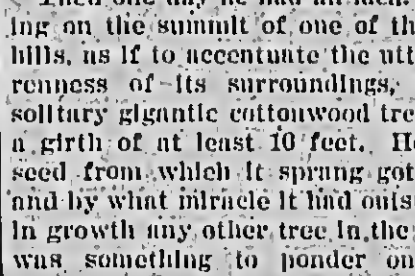 Then one day he had an idea.
ing on the summit of one of th
hills, as if to accentuate the utt
renness of its surroundings,
solitary gigantic cottonwood tre
a girth of at least 10 feet. H
seed from which it sprung got
and by what miracle it had outs
in growth any other tree in the
was something to ponder on